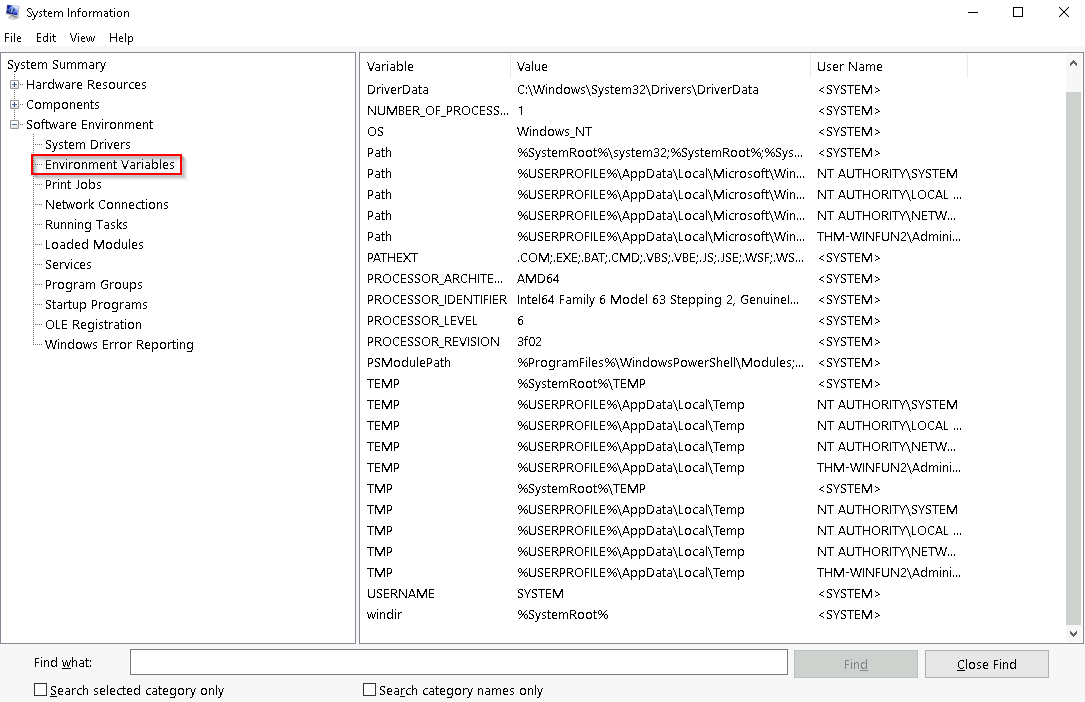 System Information
File Edit View Help
System Summary
Hardware Resources
Components
Software Environment
System Drivers
Environment Variables
Print Jobs
Network Connections
Running Tasks
Loaded Modules
Services
Program Groups
Startup Programs
OLE Registration
Windows Error Reporting
Variable Value User Name
DriverData C:\Windows\System32\Drivers\DriverData <SYSTEM>
NUMBER_OF_PROCESS... 1 <SYSTEM>
OS Windows_NT <SYSTEM>
Path %SystemRoot%\system32;%SystemRoot%;%Sys... <SYSTEM>
Path %USERPROFILE%\AppData\Local\Microsoft\Win... NT AUTHORITY\SYSTEM
Path %USERPROFILE%\AppData\Local\Microsoft\Win... NT AUTHORITY\LOCAL ...
Path %USERPROFILE%\AppData\Local\Microsoft\Win... NT AUTHORITY\NETW...
Path %USERPROFILE%\AppData\Local\Microsoft\Win... THM-WINFUN2\Admini...
PATHEXT .COM;.EXE;.BAT;.CMD;.VBS;.VBE;.JS;.JSE;.WSF;.WS... <SYSTEM>
PROCESSOR_ARCHITE... AMD64 <SYSTEM>
PROCESSOR_IDENTIFIER Intel64 Family 6 Model 63 Stepping 2, GenuineI... <SYSTEM>
PROCESSOR_LEVEL 6 <SYSTEM>
PROCESSOR_REVISION 3f02 <SYSTEM>
PSModulePath %ProgramFiles%\WindowsPowerShell\Modules;... <SYSTEM>
TEMP %SystemRoot%\TEMP <SYSTEM>
TEMP %USERPROFILE%\AppData\Local\Temp NT AUTHORITY\SYSTEM
TEMP %USERPROFILE%\AppData\Local\Temp NT AUTHORITY\LOCAL ...
TEMP %USERPROFILE%\AppData\Local\Temp NT AUTHORITY\NETW...
TEMP %USERPROFILE%\AppData\Local\Temp THM-WINFUN2\Admini...
TMP %SystemRoot%\TEMP <SYSTEM>
TMP %USERPROFILE%\AppData\Local\Temp NT AUTHORITY\SYSTEM
TMP %USERPROFILE%\AppData\Local\Temp NT AUTHORITY\LOCAL ...
TMP %USERPROFILE%\AppData\Local\Temp NT AUTHORITY\NETW...
TMP %USERPROFILE%\AppData\Local\Temp THM-WINFUN2\Admini...
USERNAME SYSTEM <SYSTEM>
windir %SystemRoot% <SYSTEM>
Find what: Find Close Find
Search selected category only Search category names only